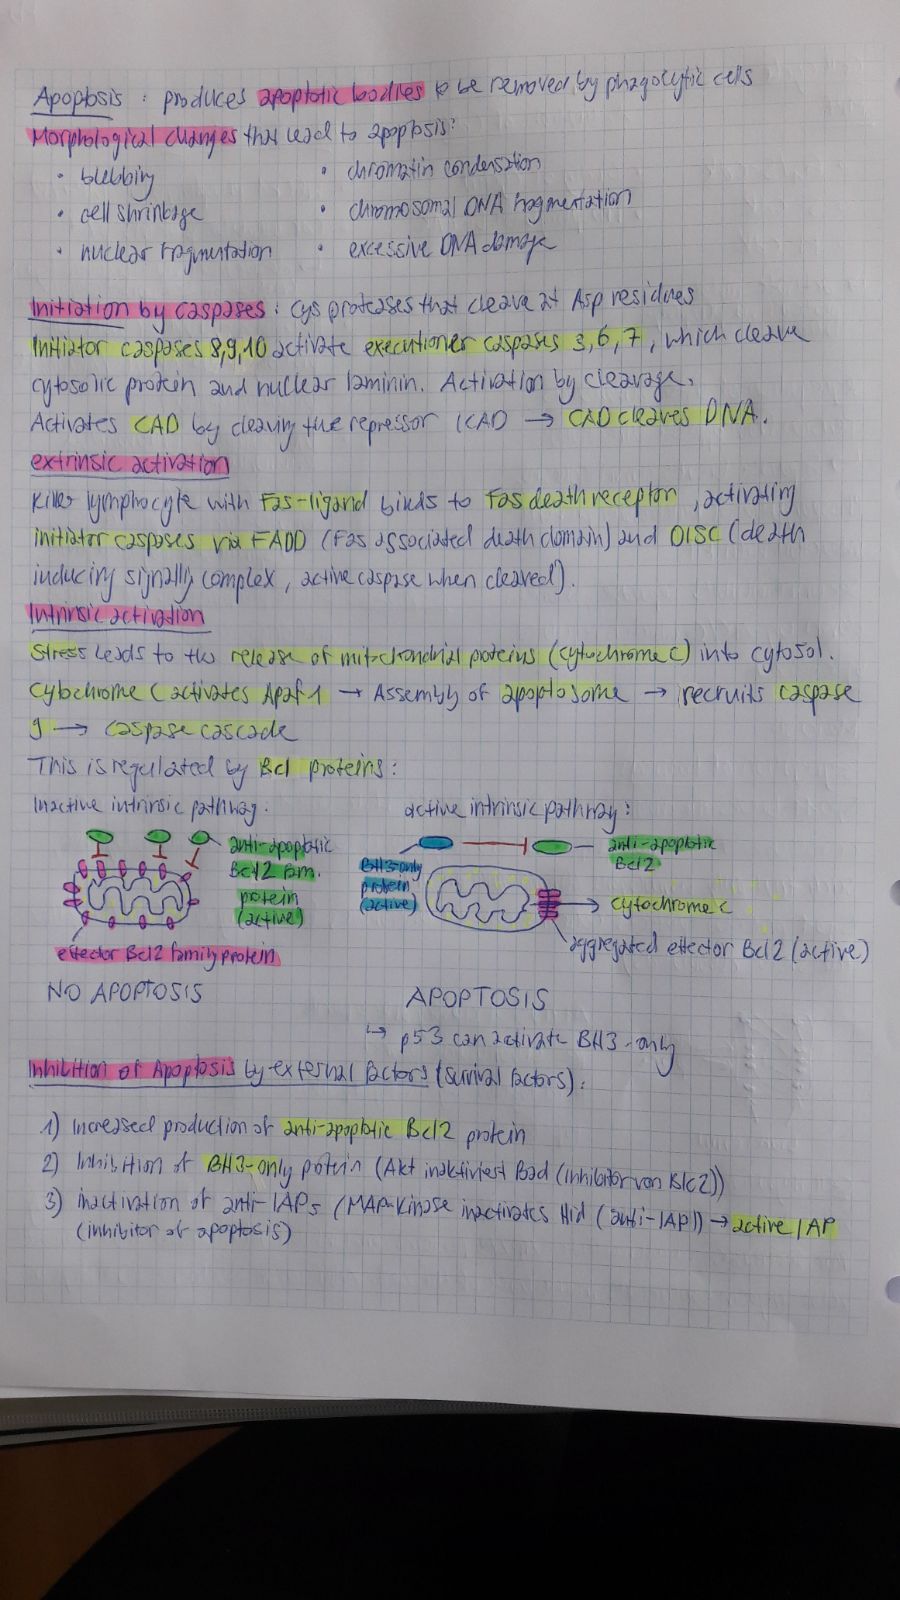 Apoptosis : produces apoptotic bodies to be removed by phagocytic cells
Morphological changes that lead to apoptosis:
• blebbing
• cell shrinkage
• nuclear fragmentation
• chromatin condensation
• chromosomal DNA fragmentation
• excessive DNA damage
Initiation by caspases : cys proteases that cleave at Asp residues
Initiator caspases 8,9,10 activate executioner caspases 3,6,7, which cleave
cytosolic protein and nuclear laminin. Activation by cleavage.
Activates CAD by cleaving the repressor ICAD → CAD cleaves DNA.
extrinsic activation
Killer lymphocyte with Fas-ligand binds to Fas death receptor, activating
initiator caspases via FADD (Fas associated death domain) and DISC (death
inducing signally complex, active caspase when cleaved).
Intrinsic activation
Stress leads to the release of mitochondrial proteins (cytochrome c) into cytosol.
Cytochrome C activates Apaf1 → Assembly of apoptosome → recruits caspase
9 → caspase cascade
This is regulated by Bcl proteins:
Inactive intrinsic pathway:
anti-apoptotic
Bcl2 fam.
protein
(active)
effector Bcl2 family protein
NO APOPTOSIS
active intrinsic pathway:
BH3-only
protein
(active)
anti-apoptotic
Bcl2
cytochrome c
aggregated effector Bcl2 (active)
APOPTOSIS
↳ p53 can activate BH3-only
Inhibition of Apoptosis by external factors (survival factors):
1) Increased production of anti-apoptotic Bcl2 protein
2) Inhibition of BH3-only protein (Akt inaktiviest Bad (inhibitor von Blc2))
3) inactivation of anti-IAPs (MAP-Kinase inactivates Hid (anti-IAP)) → active IAP
(inhibitor of apoptosis)